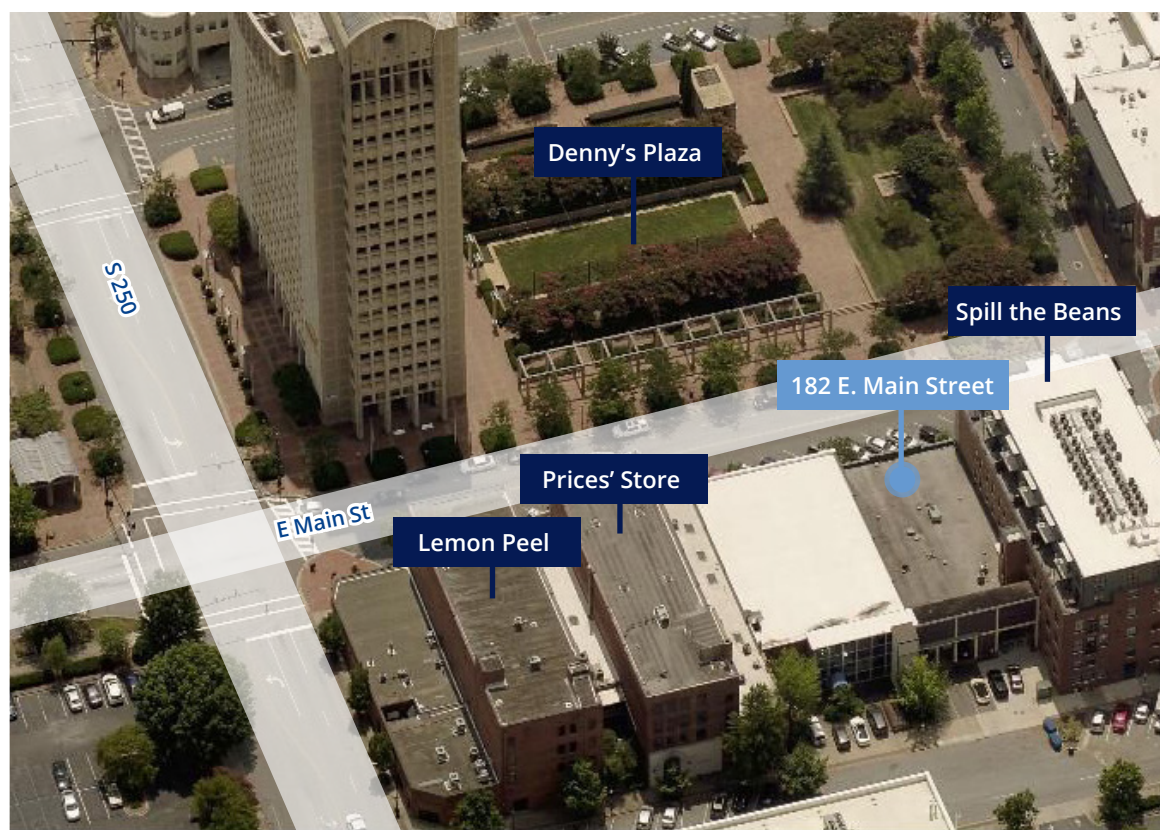 Denny’s Plaza
S 250
Spill the Beans
182 E. Main Street
Prices’ Store
E Main St
Lemon Peel